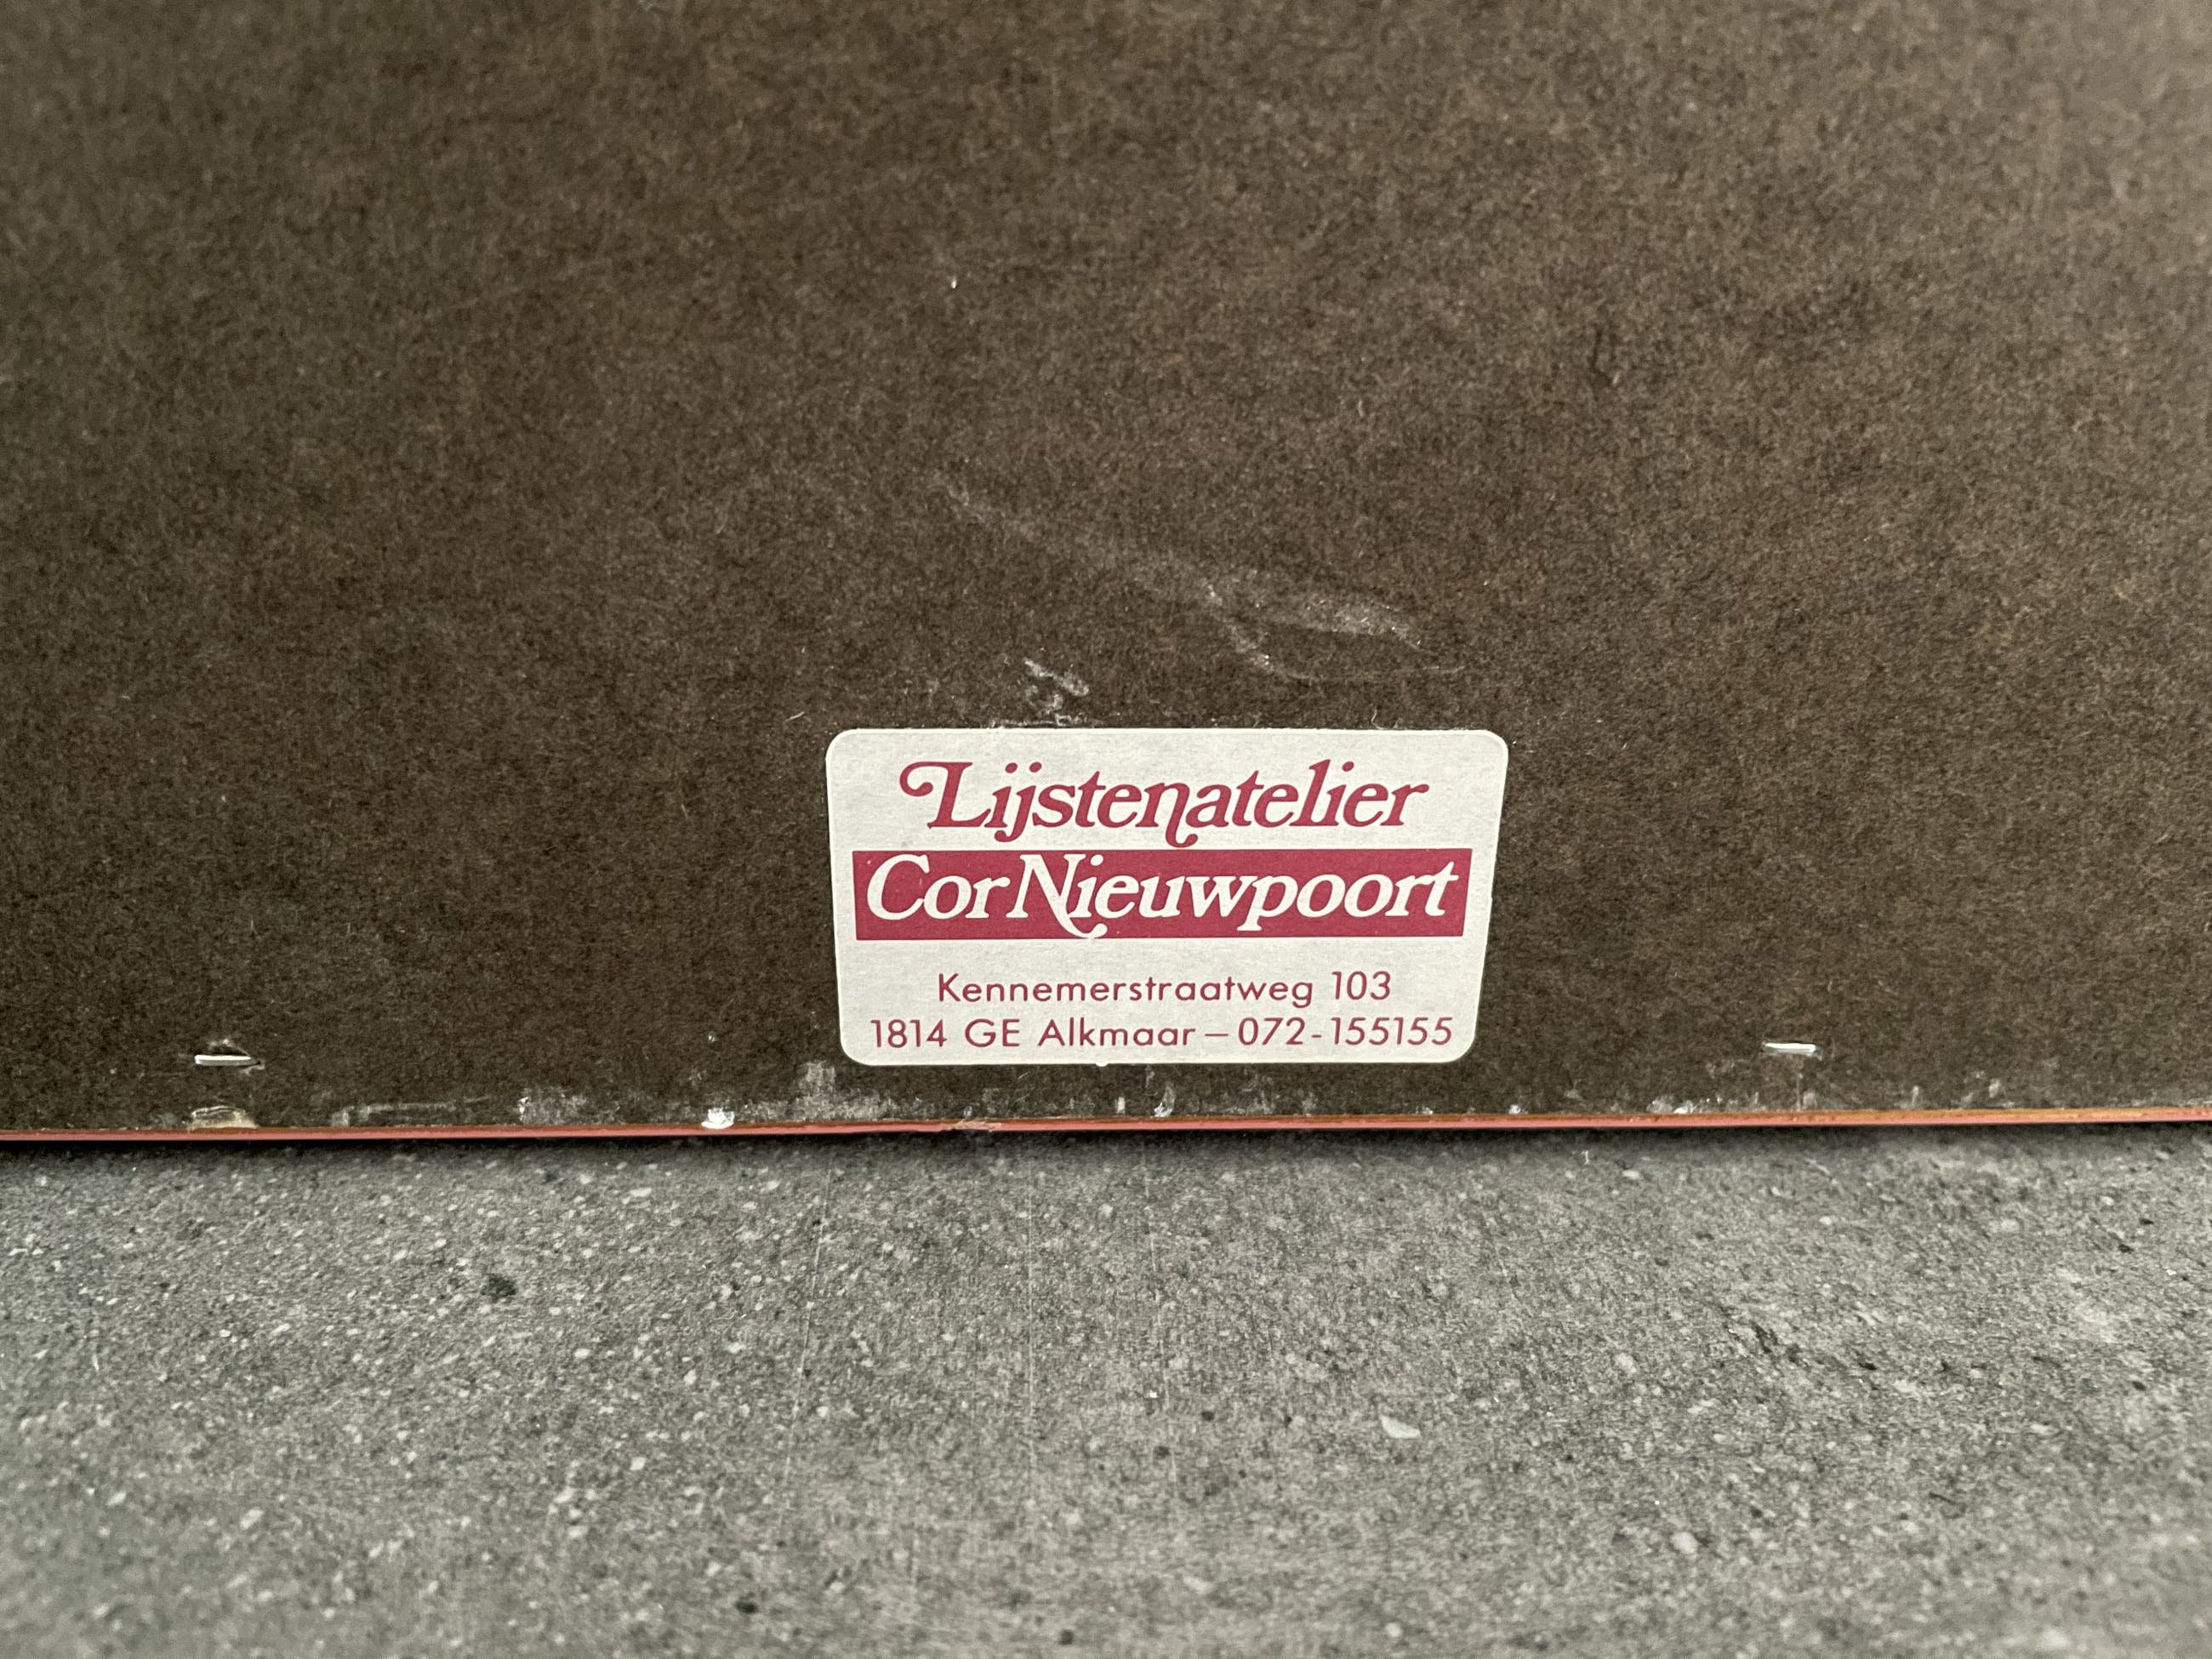 Lijstenatelier
Cor Nieuwpoort
Kennemerstraatweg 103
1814 GE Alkmaar – 072-155155